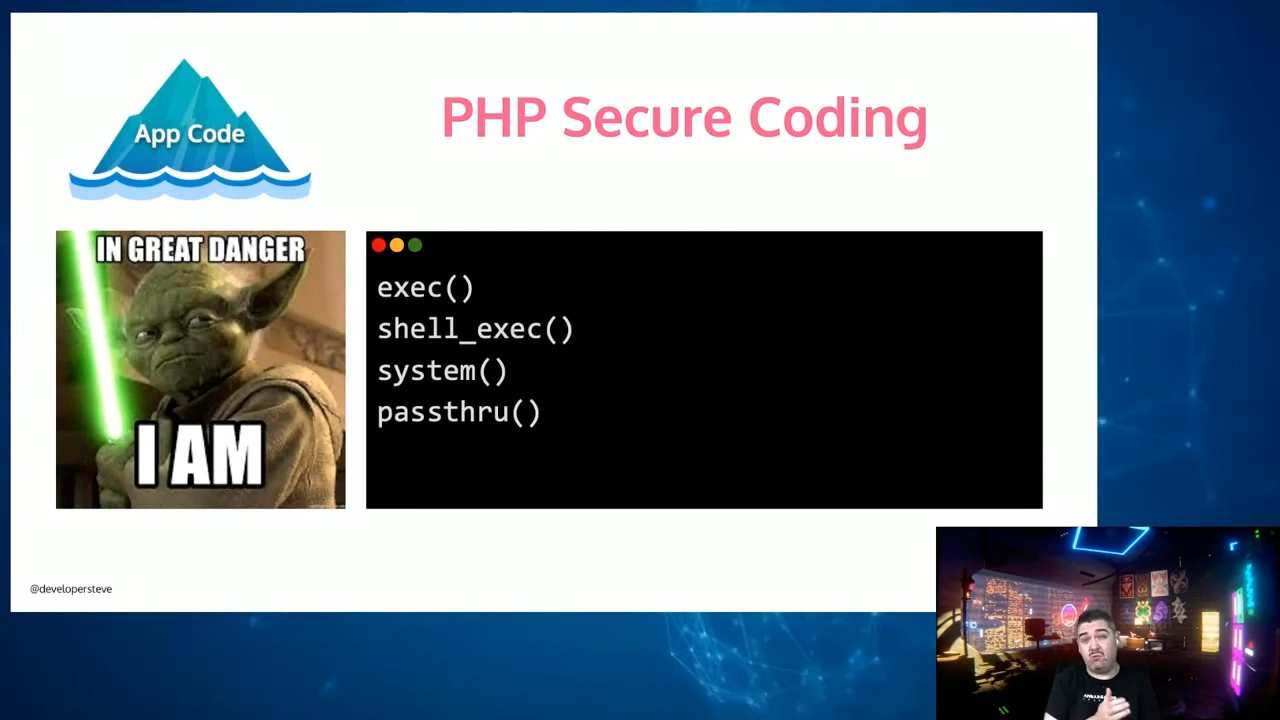 App Code
PHP Secure Coding
IN GREAT DANGER
I AM
exec()
shell_exec()
system()
passthru()
@developersteve